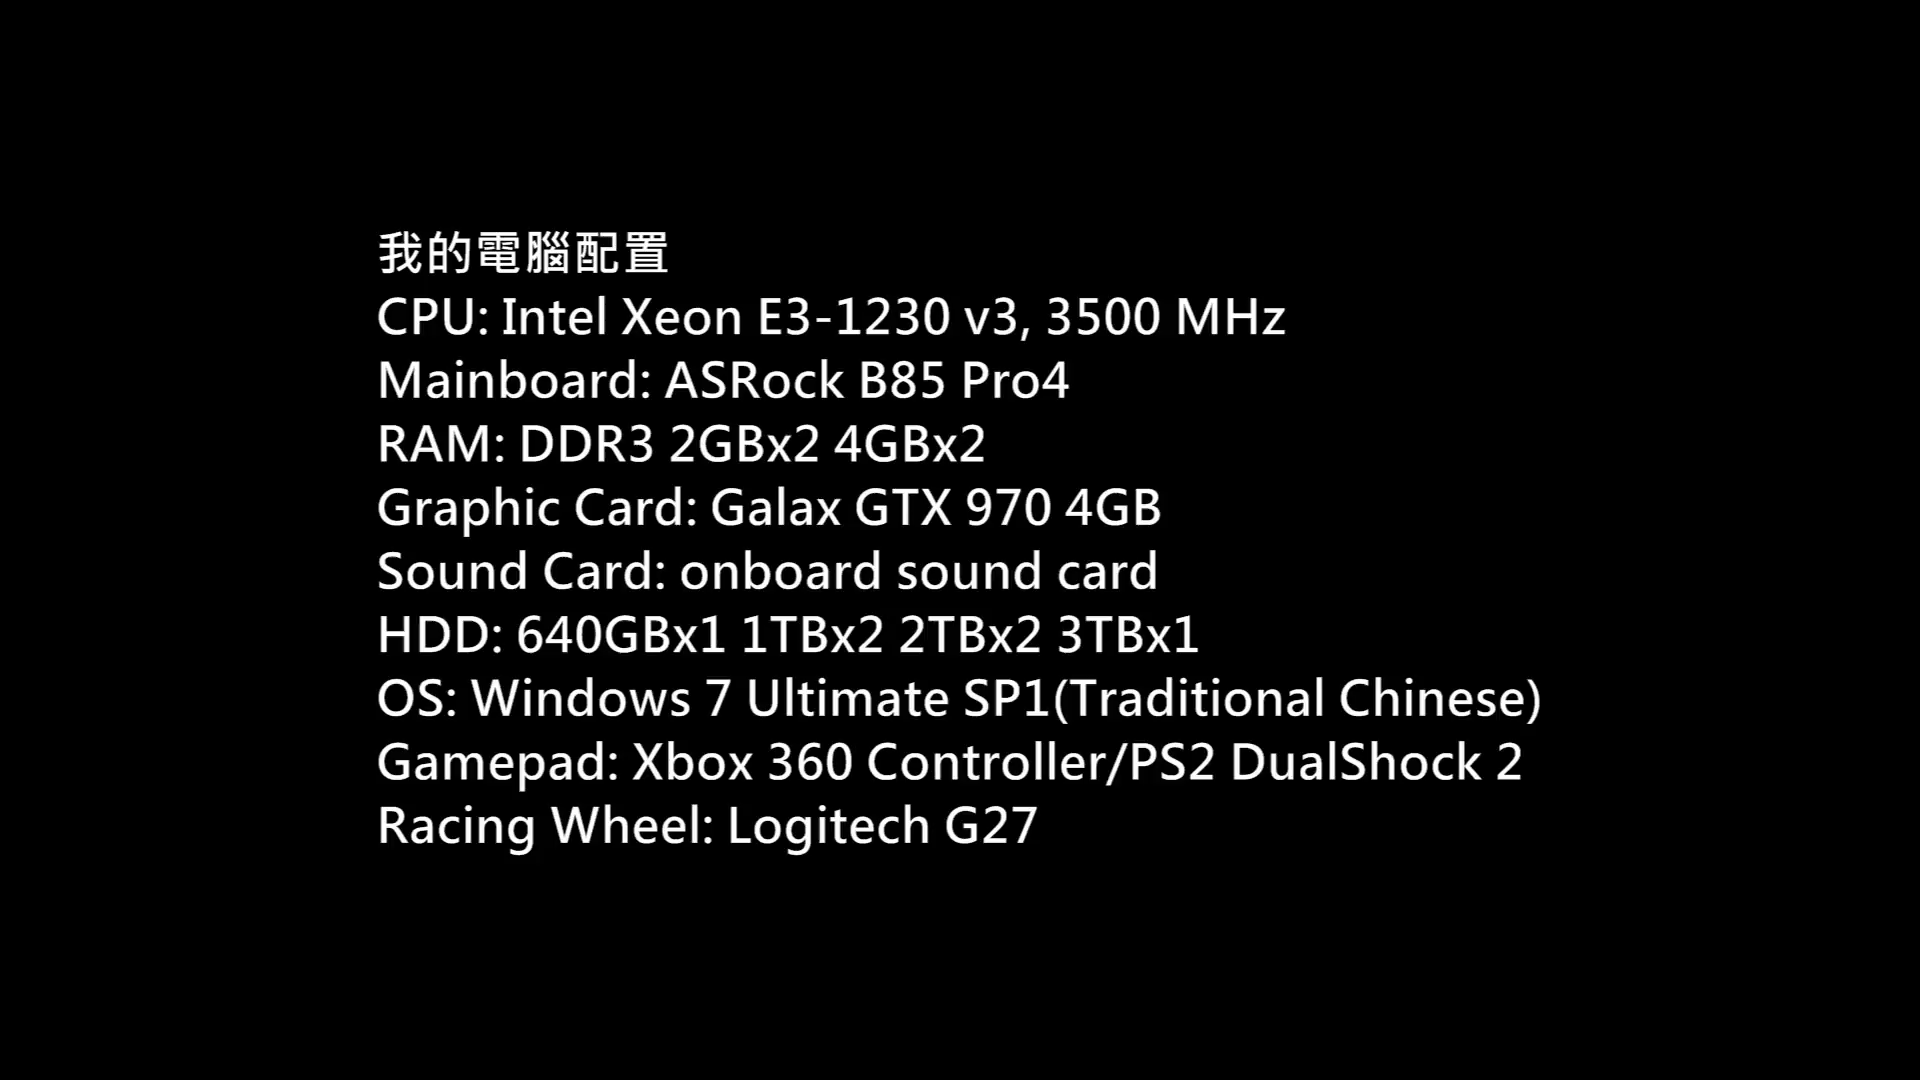 我的電腦配置
CPU: Intel Xeon E3-1230 v3, 3500 MHz
Mainboard: ASRock B85 Pro4
RAM: DDR3 2GBx2 4GBx2
Graphic Card: Galax GTX 970 4GB
Sound Card: onboard sound card
HDD: 640GBx1 1TBx2 2TBx2 3TBx1
OS: Windows 7 Ultimate SP1(Traditional Chinese)
Gamepad: Xbox 360 Controller/PS2 DualShock 2
Racing Wheel: Logitech G27